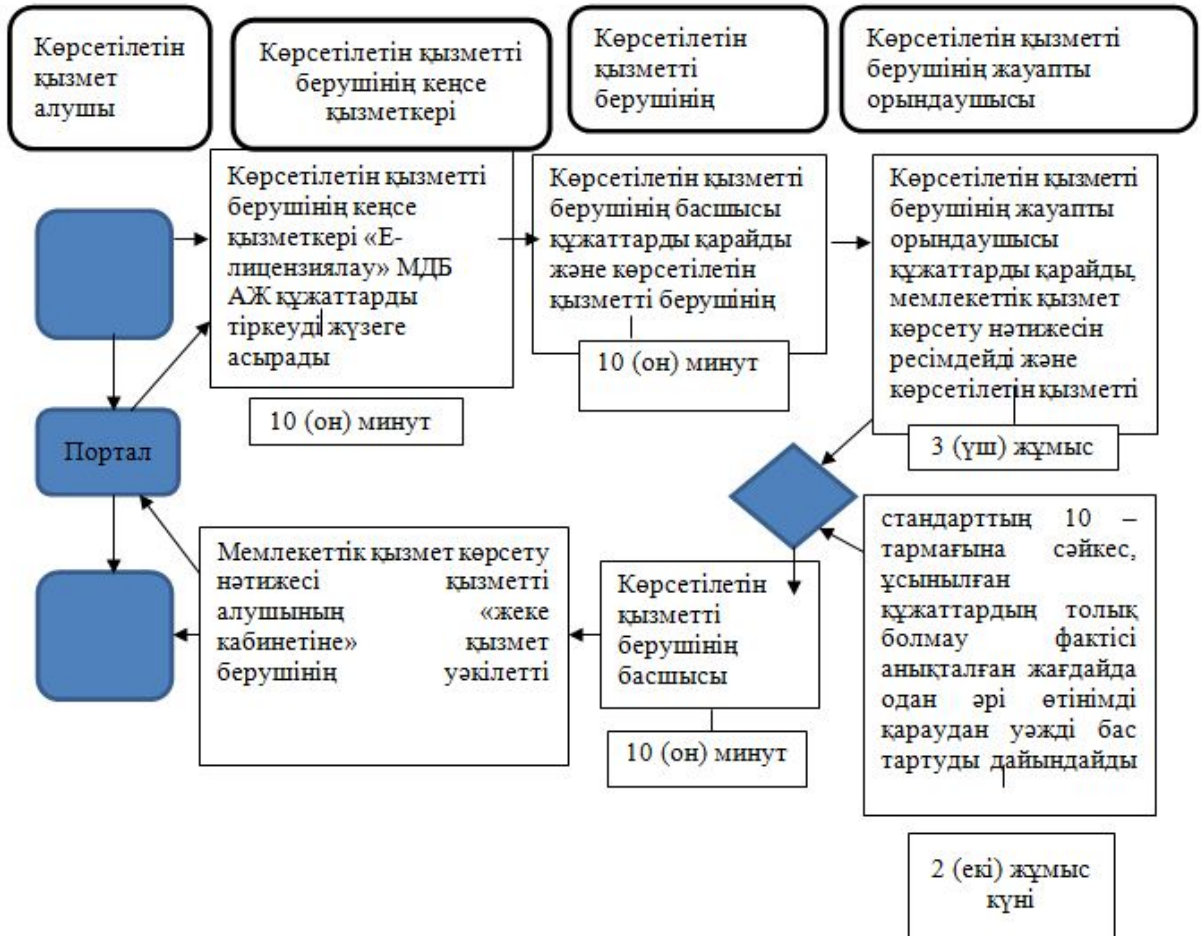 Көрсетілетін
қызмет
алушы
Көрсетілетін қызметті
берушінің кеңсе
қызметкері
Көрсетілетін
қызметті
берушінің
Көрсетілетін қызметті
берушінің жауапты
орындаушысы
Көрсетілетін қызметті
берушінің кеңсе
қызметкері «Е-
лицензиялау» МДБ
АЖ құжаттарды
тіркеуді жүзеге
асырады
10 (он) минут
Көрсетілетін қызметті
берушінің басшысы
құжаттарды қарайды
және көрсетілетін
қызметті берушінің
10 (он) минут
Көрсетілетін қызметті
берушінің жауапты
орындаушысы
құжаттарды қарайды,
мемлекеттік қызмет
көрсету нәтижесін
ресімдейді және
көрсетілетін қызметті
3 (үш) жұмыс
Портал
Мемлекеттік қызмет көрсету
нәтижесі қызметті
алушының «жеке
кабинетіне» қызмет
берушінің уәкілетті
Көрсетілетін
қызметті
берушінің
басшысы
10 (он) минут
стандарттың 10 –
тармағына сәйкес,
ұсынылған
құжаттардың толық
болмау фактісі
анықталған жағдайда
одан әрі өтінімді
қараудан уәжді бас
тартуды дайындайды
2 (екі) жұмыс
күні